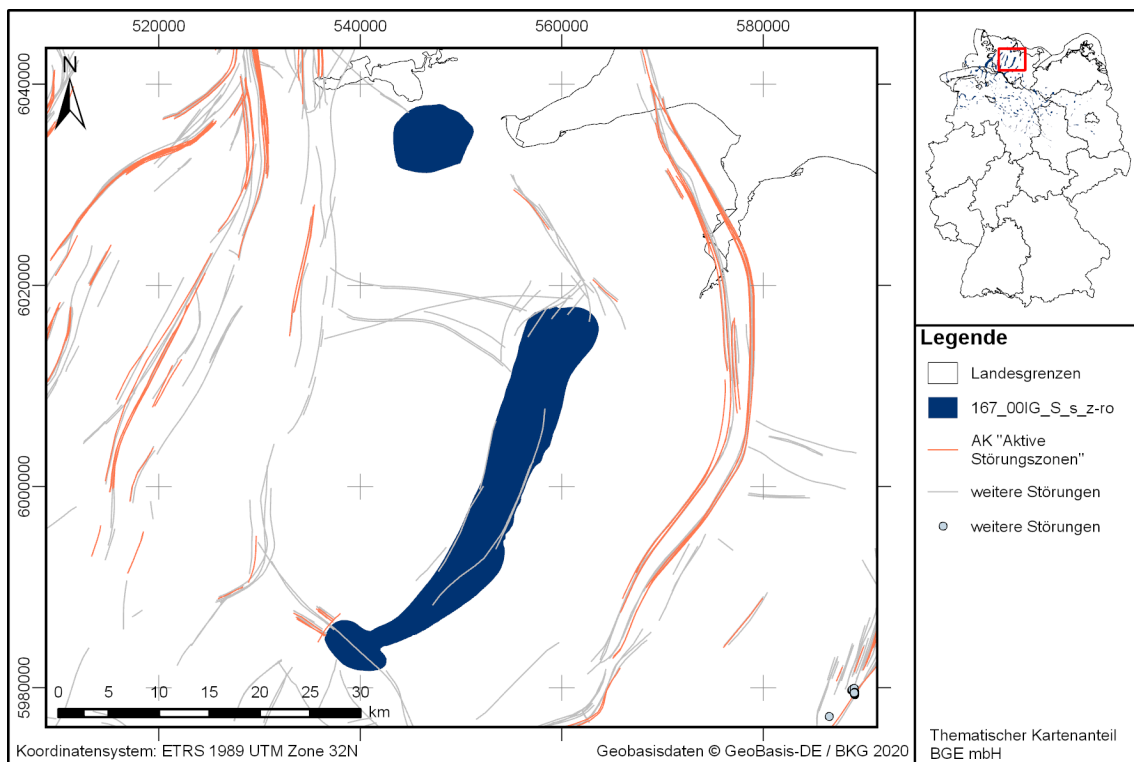 520000
540000
560000
580000
6040000
6020000
6000000
5980000
N
0 5 10 15 20 25 30
km
Koordinatensystem: ETRS 1989 UTM Zone 32N
Geobasisdaten © GeoBasis-DE / BKG 2020
Legende
Landesgrenzen
167_00IG_S_s_z-ro
AK "Aktive
Störungszonen"
weitere Störungen
weitere Störungen
Thematischer Kartenanteil
BGE mbH